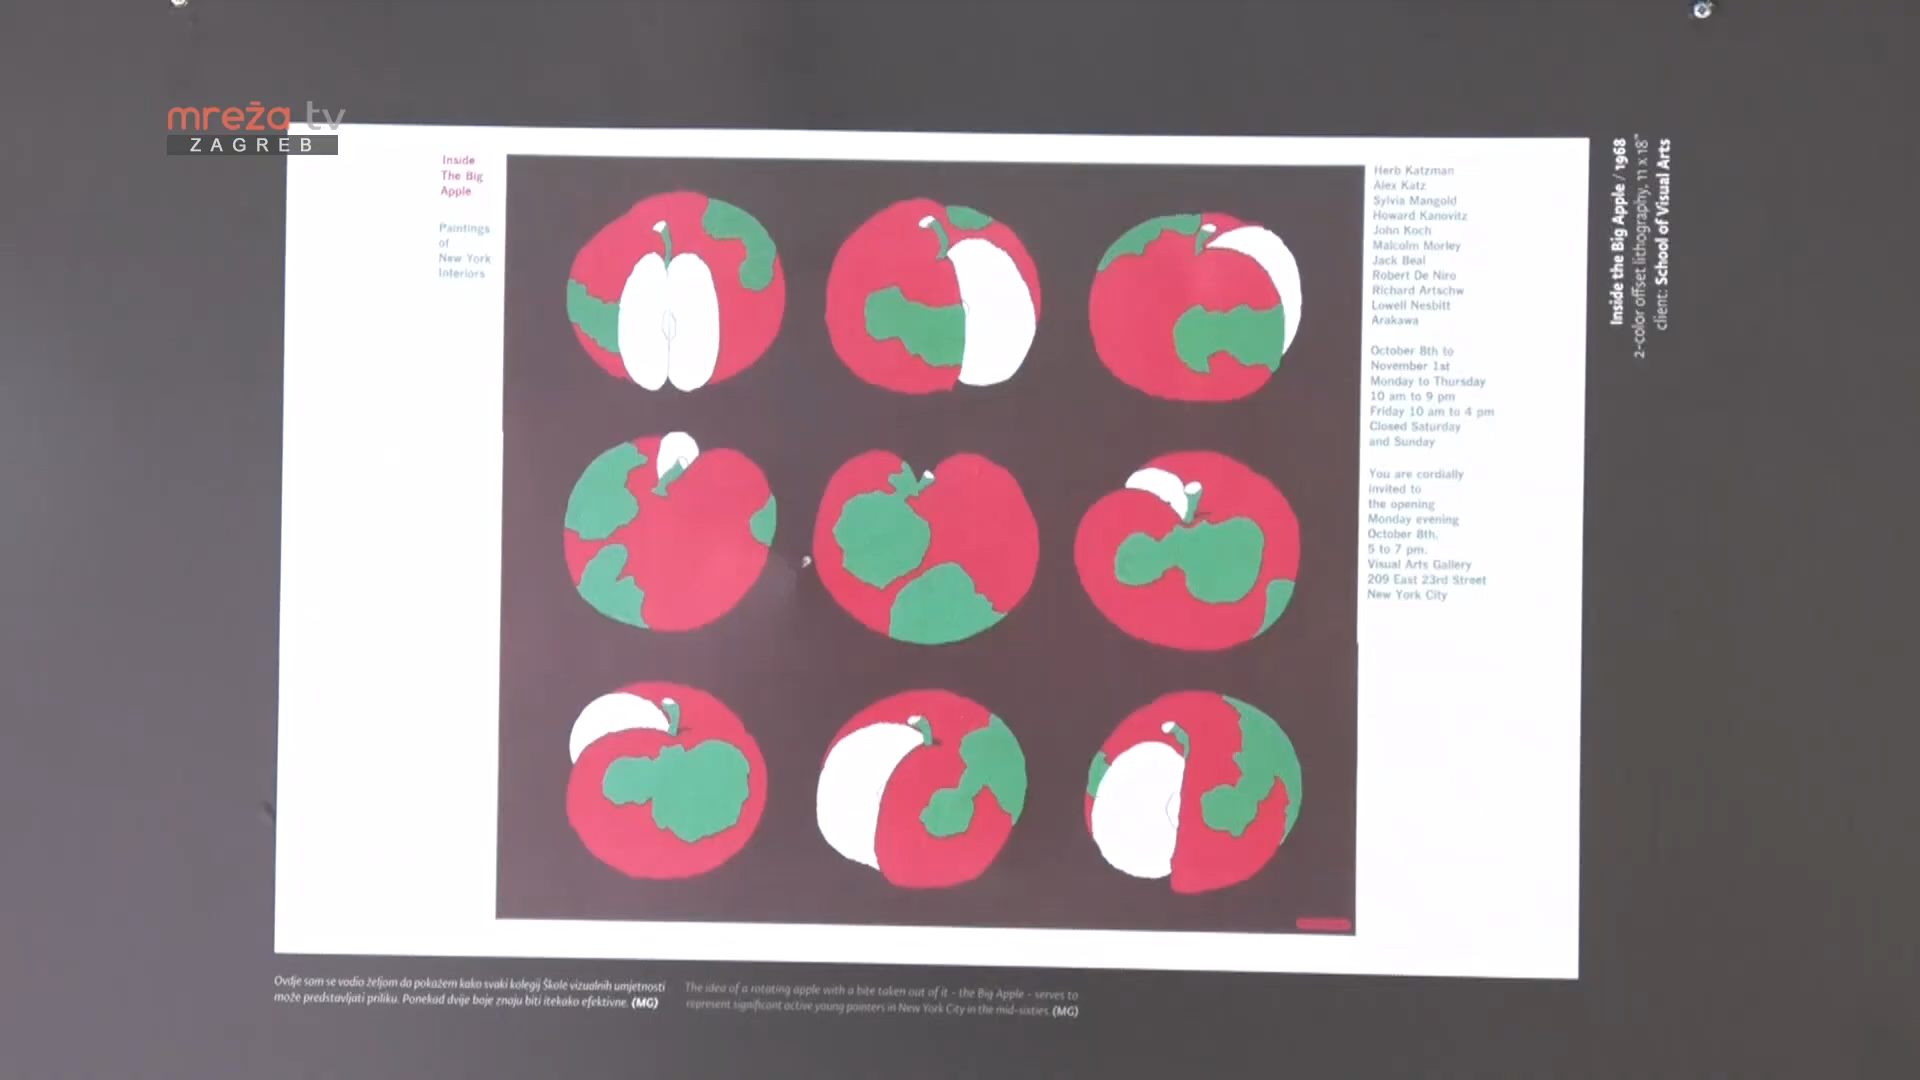 mreža tv
ZAGREB
Inside
The Big
Apple
Paintings
of
New York
Interiors
Herb Katzman
Alex Katz
Sylvia Mangold
Howard Kanovitz
John Koch
Malcolm Morley
Jack Beal
Robert De Niro
Richard Artschw
Lowell Nesbitt
Arakawa
October 8th to
November 1st
Monday to Thursday
10 am to 9 pm
Friday 10 am to 4 pm
Closed Saturday
and Sunday
You are cordially
invited to
the opening
Monday evening
October 8th,
5 to 7 pm.
Visual Arts Gallery
209 East 23rd Street
New York City
Inside the Big Apple / 1968
2-color offset lithography, 11 x 18"
client: School of Visual Arts
Ovdje sam se vodio željom da pokažem kako svaki kolegij Škole vizualnih umjetnosti
može predstavljati priliku. Ponekad dvije boje znaju biti itekako efektivne. (MG)
The idea of a rotating apple with a bite taken out of it - the Big Apple - serves to
represent significant active young painters in New York City in the mid-sixties. (MG)